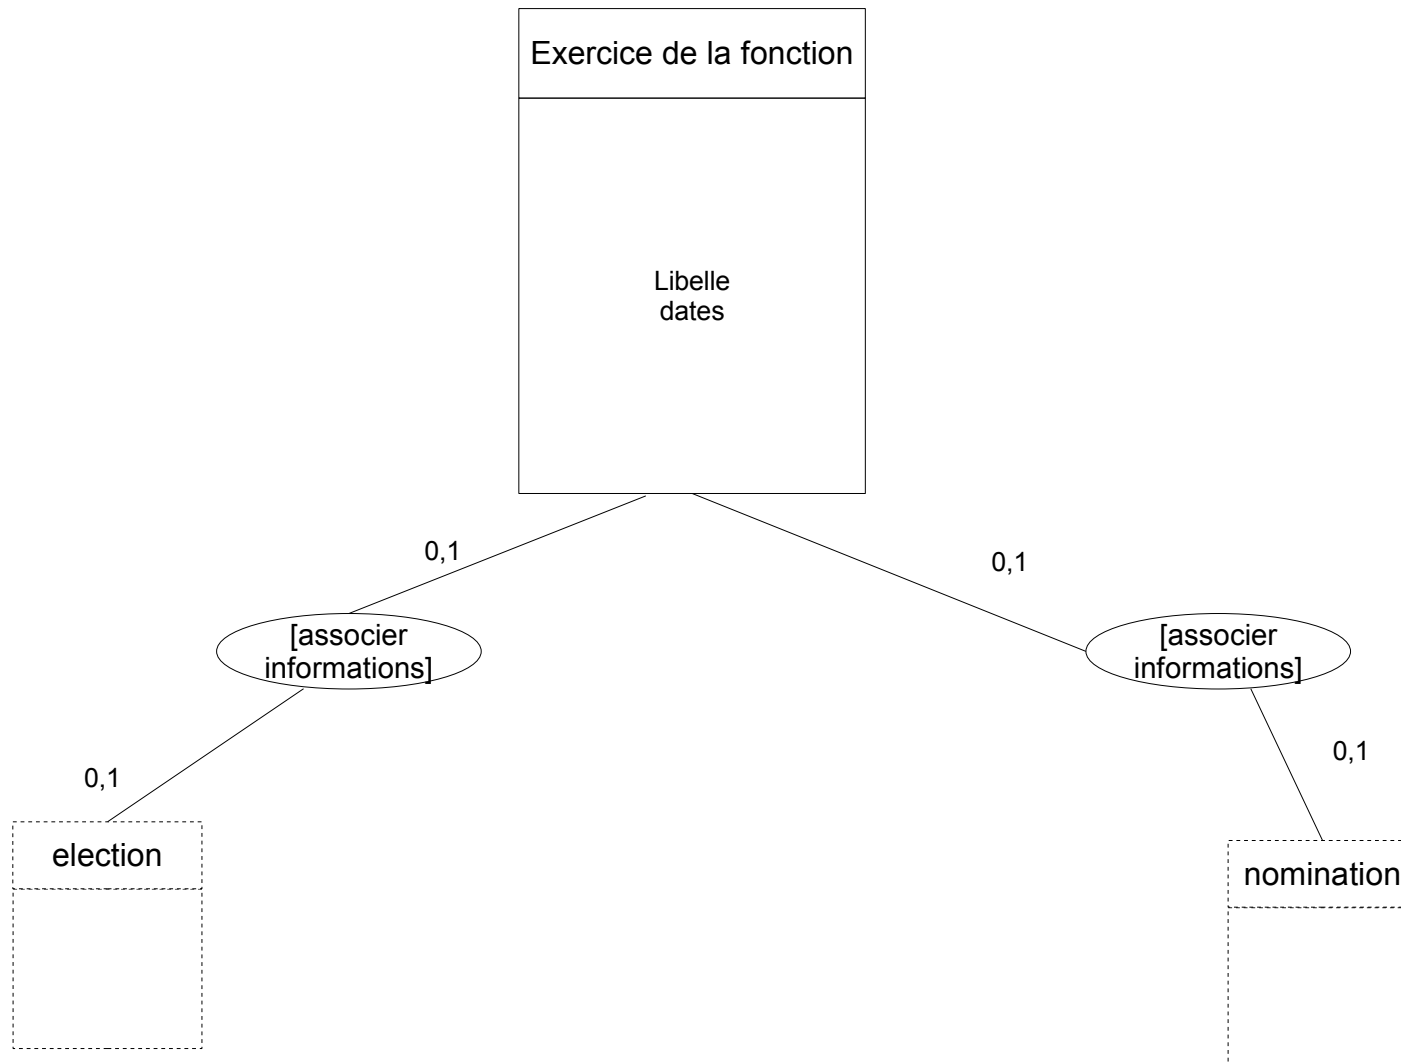 Exercice de la fonction
Libelle
dates
0,1
0,1
[associer
informations]
[associer
informations]
0,1
0,1
election
nomination